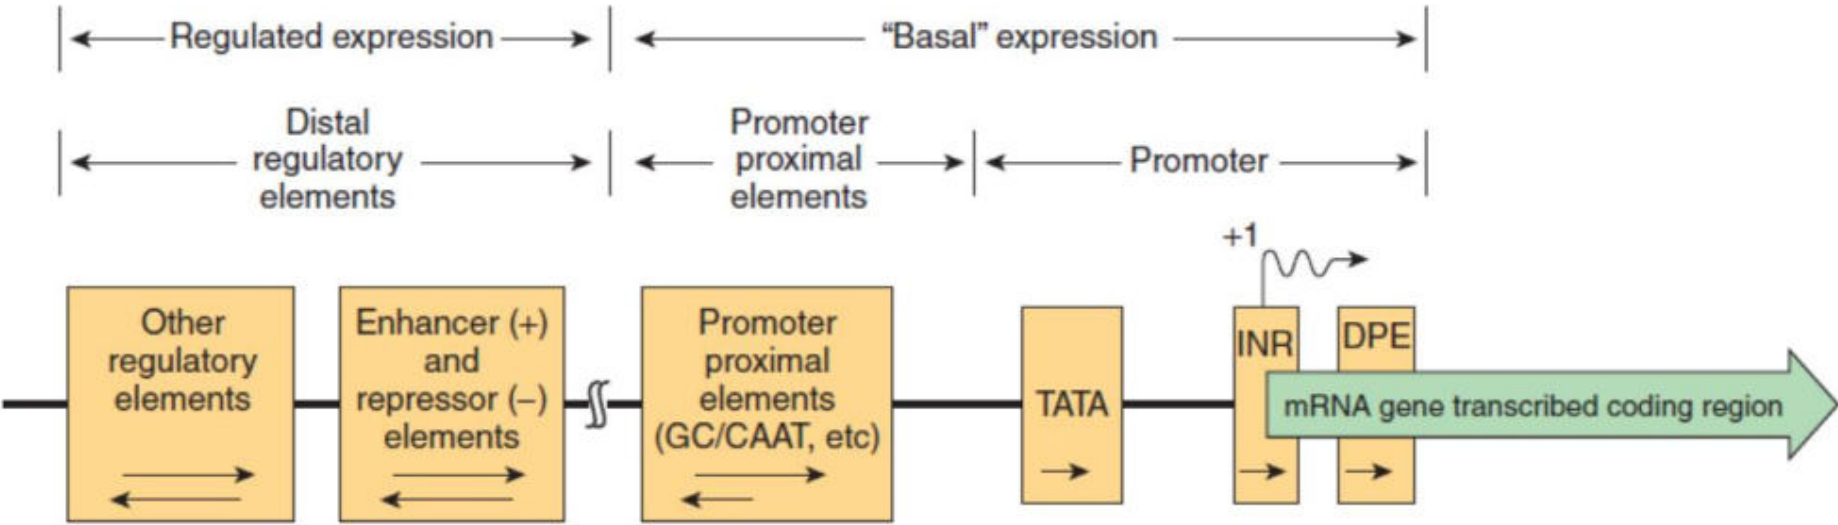 Regulated expression
“Basal” expression
Distal
regulatory
elements
Promoter
proximal
elements
Promoter
+1
Other
regulatory
elements
Enhancer (+)
and
repressor (–)
elements
Promoter
proximal
elements
(GC/CAAT, etc)
TATA
INR
DPE
mRNA gene transcribed coding region